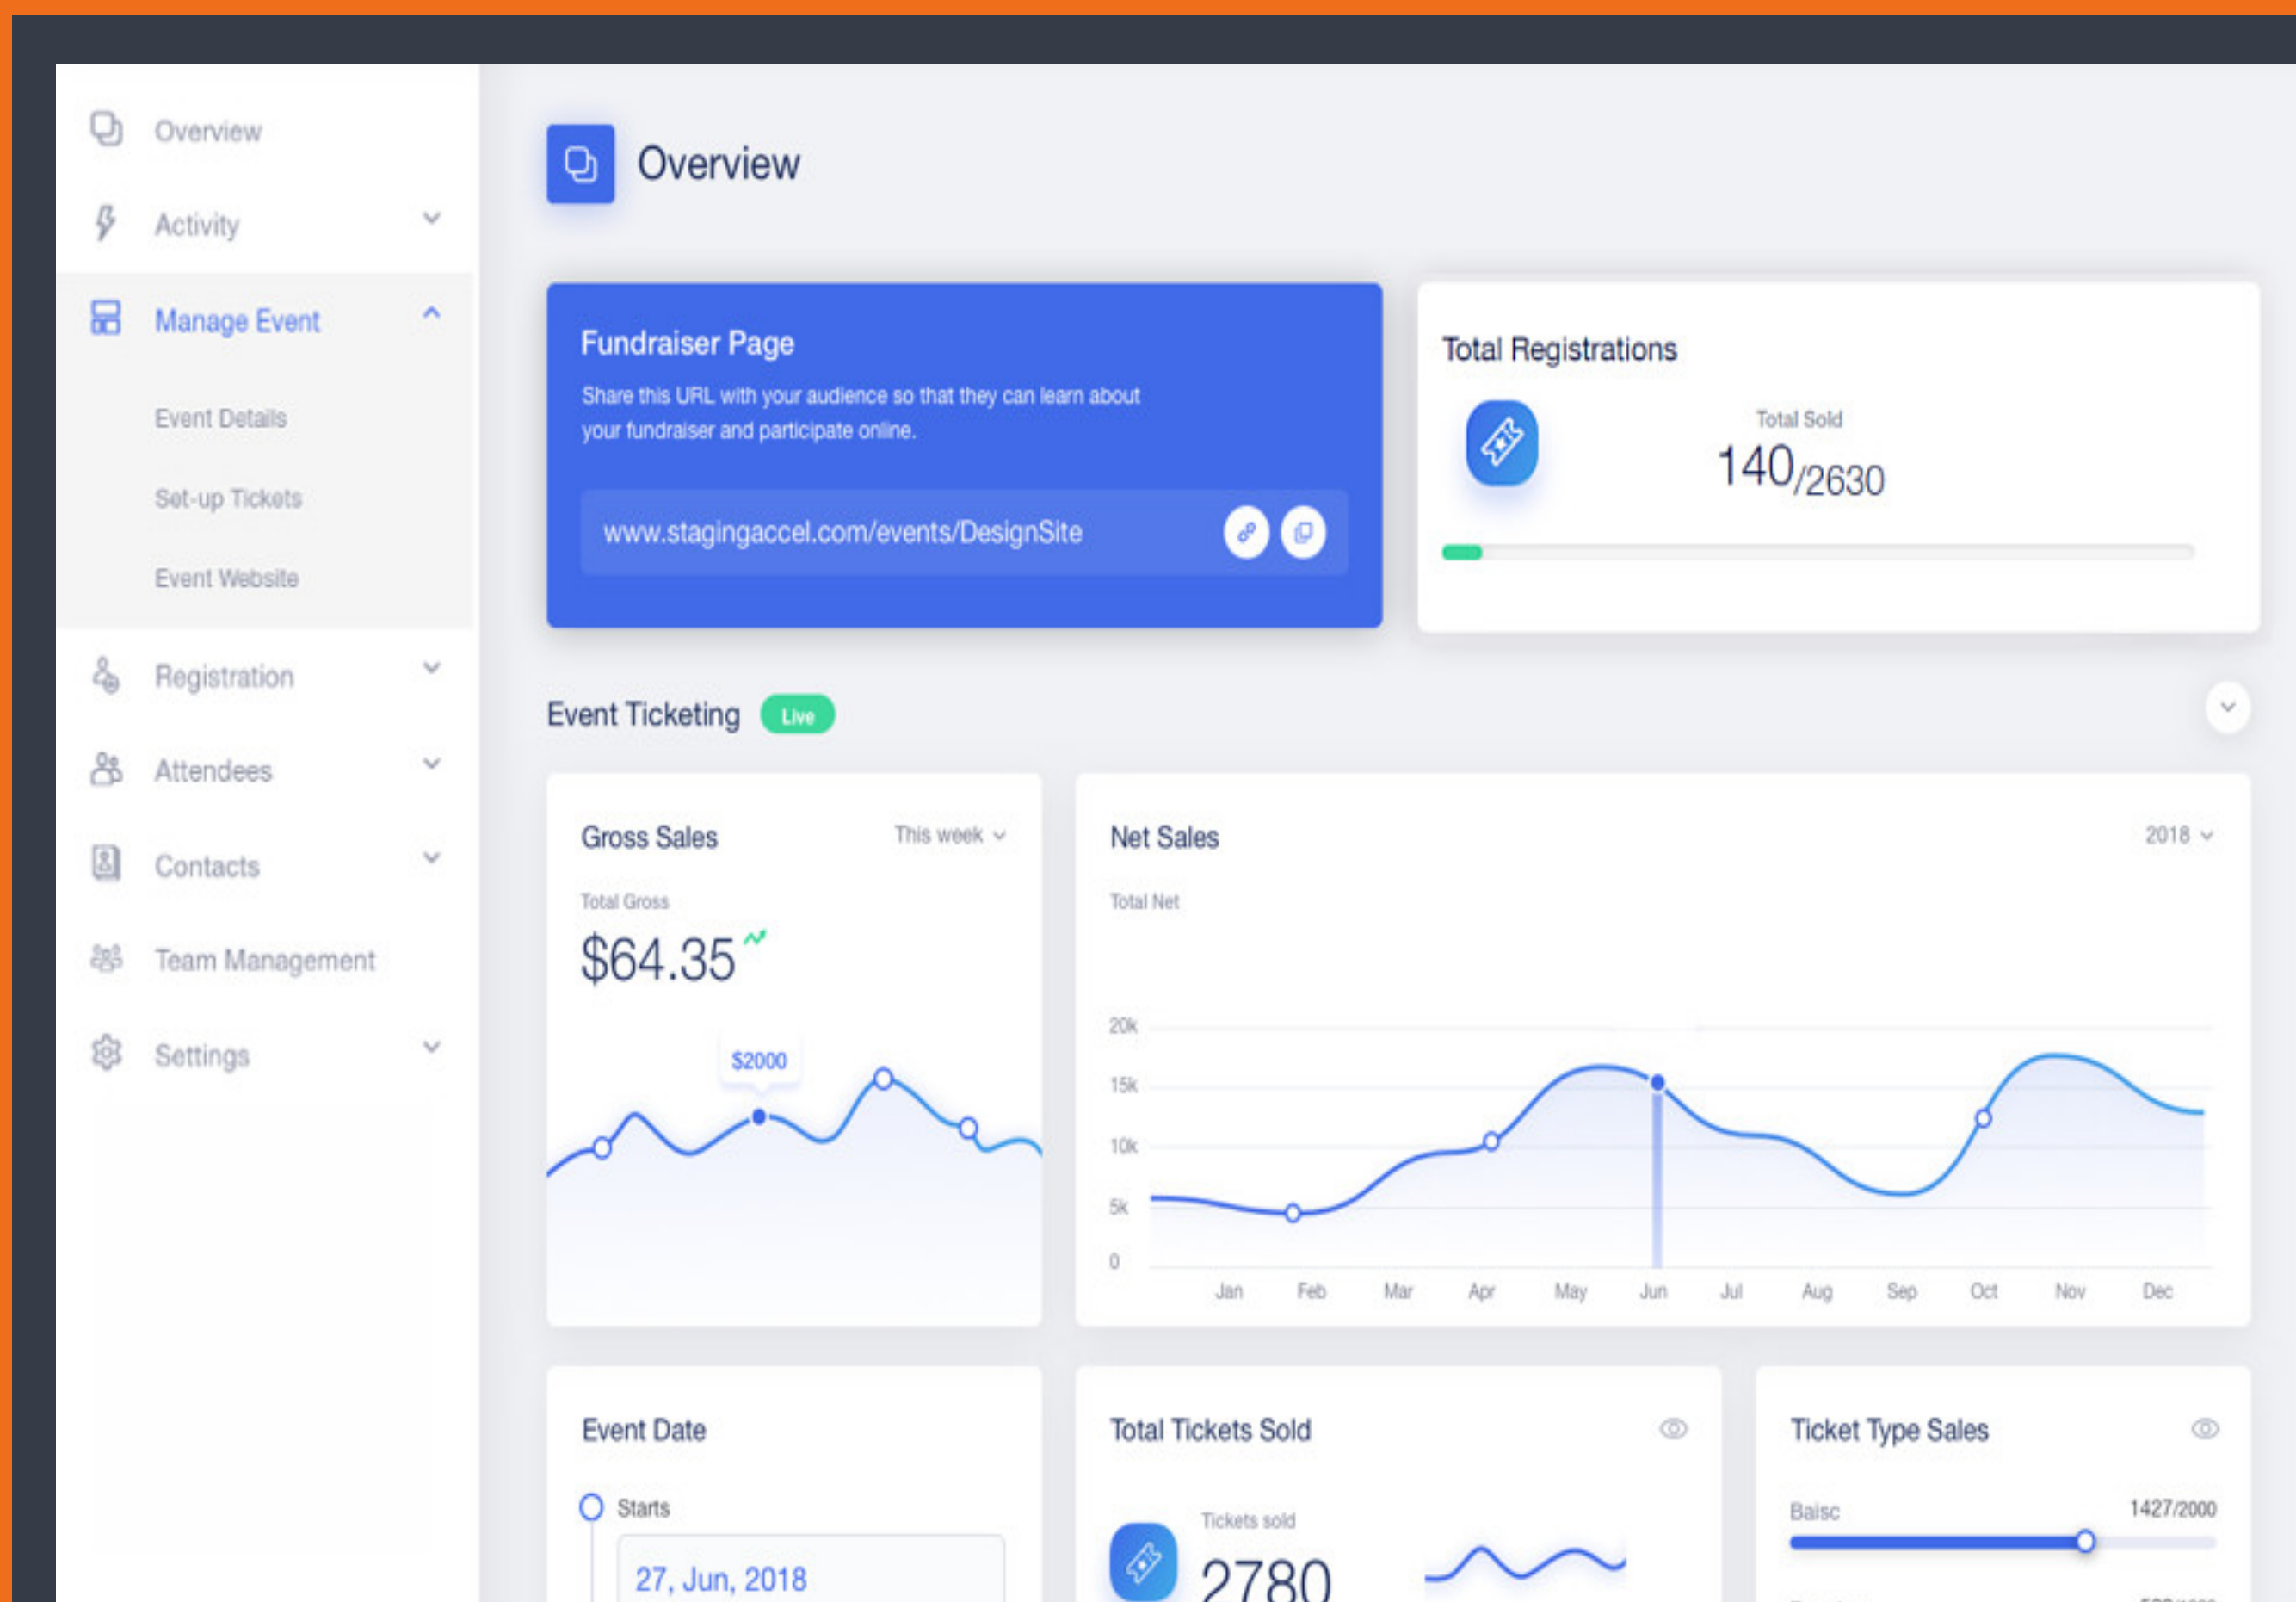 Overview
Activity
Manage Event
Event Details
Set-up Tickets
Event Website
Registration
Attendees
Contacts
Team Management
Settings
Overview
Fundraiser Page
Share this URL with your audience so that they can learn about
your fundraiser and participate online.
www.stagingaccel.com/events/DesignSite
Total Registrations
Total Sold
140/2630
Event Ticketing
Live
Gross Sales
This week
Total Gross
$64.35
$2000
Net Sales
2018
Total Net
20k
15k
10k
5k
0
Jan Feb Mar Apr May Jun Jul Aug Sep Oct Nov Dec
Event Date
Starts
27, Jun, 2018
Total Tickets Sold
Tickets sold
2780
Ticket Type Sales
Baisc
1427/2000